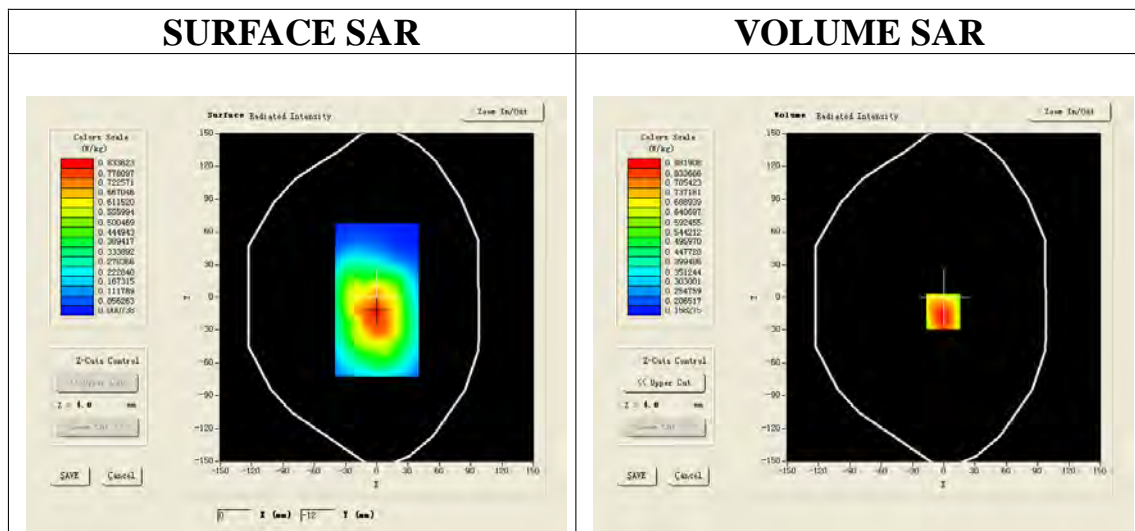 SURFACE SAR
VOLUME SAR
Surface Radiated Intensity
Zoom In/Out
Colors Scale
(W/kg)
0.833623
0.778097
0.722571
0.667046
0.611520
0.555994
0.500469
0.444943
0.389417
0.333892
0.278366
0.222840
0.167315
0.111789
0.056263
0.000738
150
120
90
60
30
0
-30
-60
-90
-120
-150
Y
-150 -120 -90 -60 -30 0 30 60 90 120 150
X
Z-Cuts Control
Z = 4.0 mm
SAVE
Cancel
0 X (mm) -12 Y (mm)
Volume Radiated Intensity
Zoom In/Out
Colors Scale
(W/kg)
0.881908
0.833666
0.737181
0.688939
0.640697
0.592455
0.544212
0.495970
0.447728
0.399486
0.351244
0.303001
0.254759
0.206517
0.158275
150
120
90
60
30
0
-30
-60
-90
-120
-150
Y
-150 -120 -90 -60 -30 0 30 60 90 120 150
X
Z-Cuts Control
<< Upper Cut
Z = 4.0 mm
SAVE
Cancel